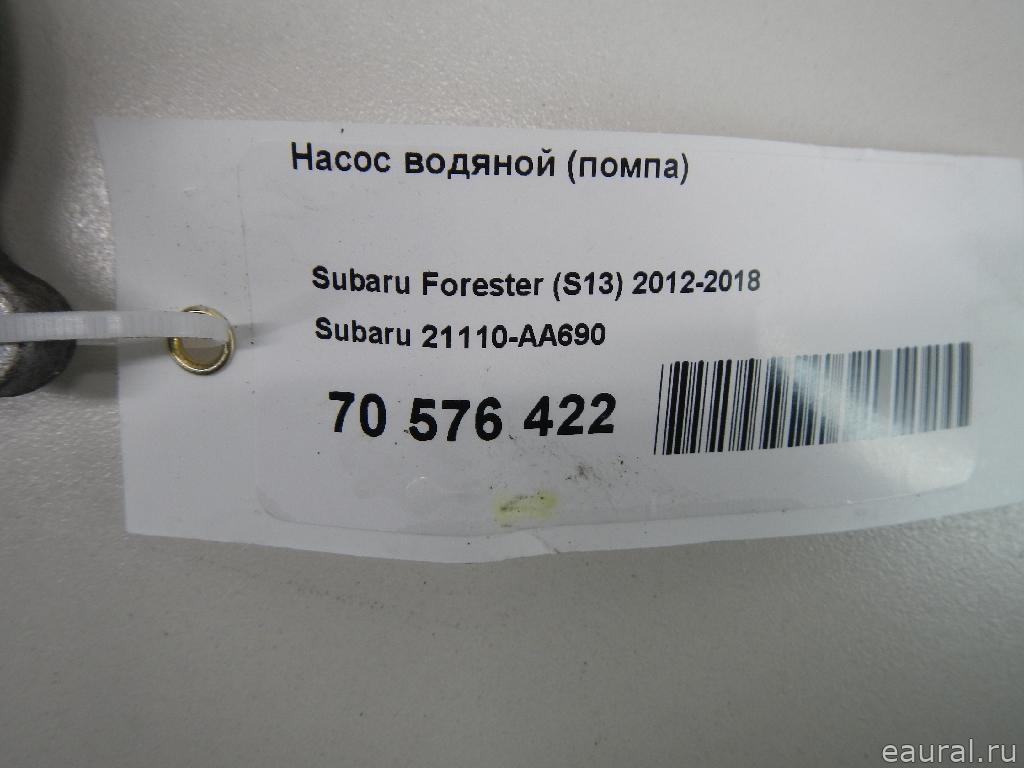 Насос водяной (помпа)
Subaru Forester (S13) 2012-2018
Subaru 21110-AA690
70 576 422
eaural.ru